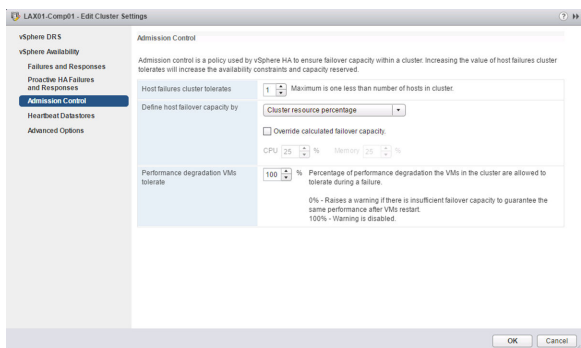 LAX01-Comp01 - Edit Cluster Settings
vSphere DRS
vSphere Availability
Failures and Responses
Proactive HA Failures
and Responses
Admission Control
Heartbeat Datastores
Advanced Options
Admission Control
Admission control is a policy used by vSphere HA to ensure failover capacity within a cluster. Increasing the value of host failures cluster
tolerates will increase the availability constraints and capacity reserved.
Host failures cluster tolerates
1 Maximum is one less than number of hosts in cluster.
Define host failover capacity by
Cluster resource percentage
Override calculated failover capacity.
CPU 25 % Memory 25 %
Performance degradation VMs
tolerate
100 % Percentage of performance degradation the VMs in the cluster are allowed to
tolerate during a failure.
0% - Raises a warning if there is insufficient failover capacity to guarantee the
same performance after VMs restart.
100% - Warning is disabled.
OK Cancel